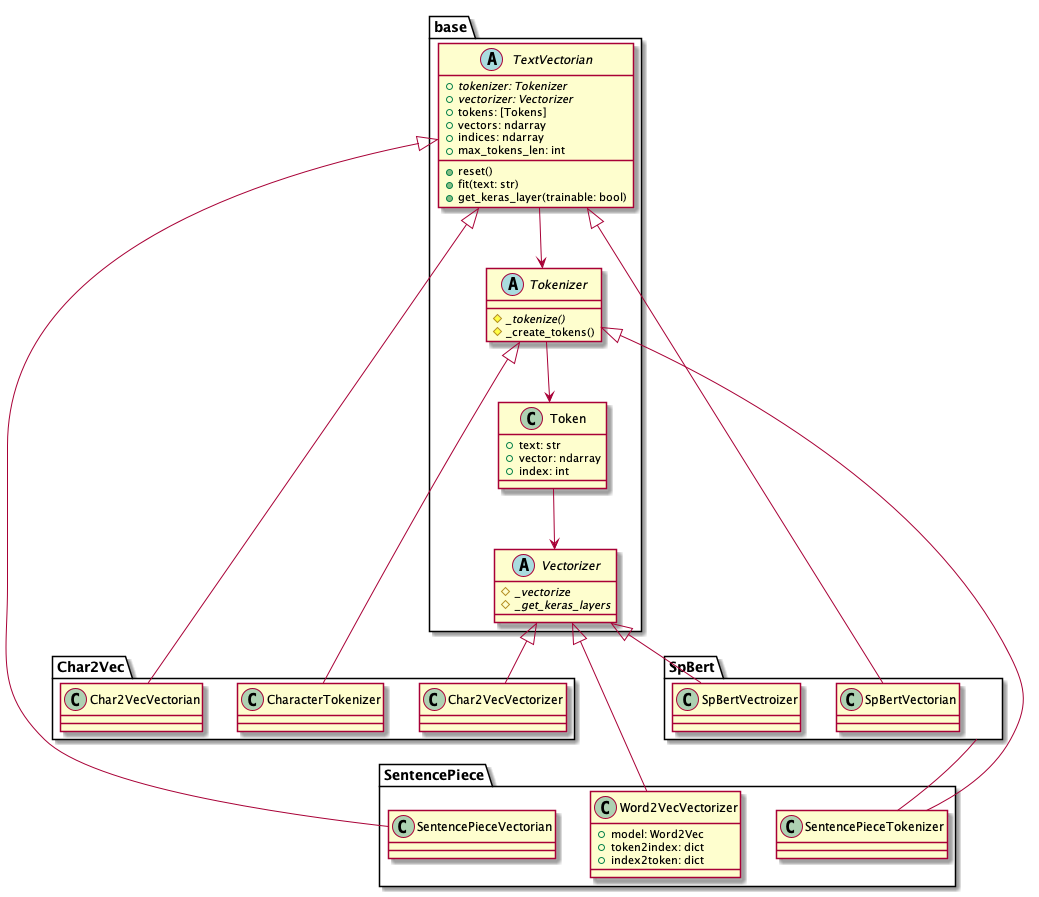 base
A TextVectorian
tokenizer: Tokenizer
vectorizer: Vectorizer
tokens: [Tokens]
vectors: ndarray
indices: ndarray
max_tokens_len: int
reset()
fit(text: str)
get_keras_layer(trainable: bool)
A Tokenizer
_tokenize()
_create_tokens()
C Token
text: str
vector: ndarray
index: int
A Vectorizer
_vectorize
_get_keras_layers
Char2Vec
C Char2VecVectorian
C CharacterTokenizer
C Char2VecVectorizer
SpBert
C SpBertVectroizer
C SpBertVectorian
SentencePiece
C SentencePieceVectorian
C Word2VecVectorizer
model: Word2Vec
token2index: dict
index2token: dict
C SentencePieceTokenizer